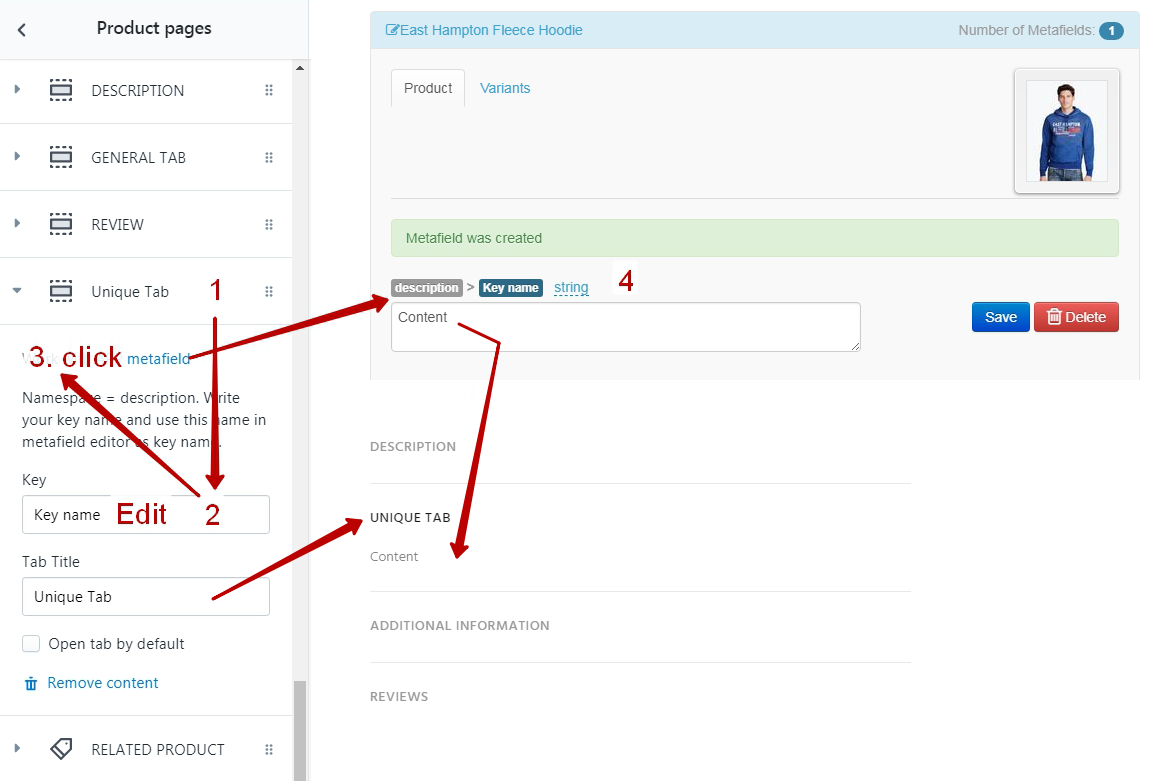 Product pages
DESCRIPTION
GENERAL TAB
REVIEW
Unique Tab 1
3. click metafield
Namespace = description. Write
your key name and use this name in
metafield editor as key name.
Key
Key name Edit 2
Tab Title
Unique Tab
Open tab by default
Remove content
RELATED PRODUCT
East Hampton Fleece Hoodie
Number of Metafields: 1
Product Variants
EAST HAMPTON
Metafield was created
description > Key name string 4
Content
Save Delete
DESCRIPTION
UNIQUE TAB
Content
ADDITIONAL INFORMATION
REVIEWS